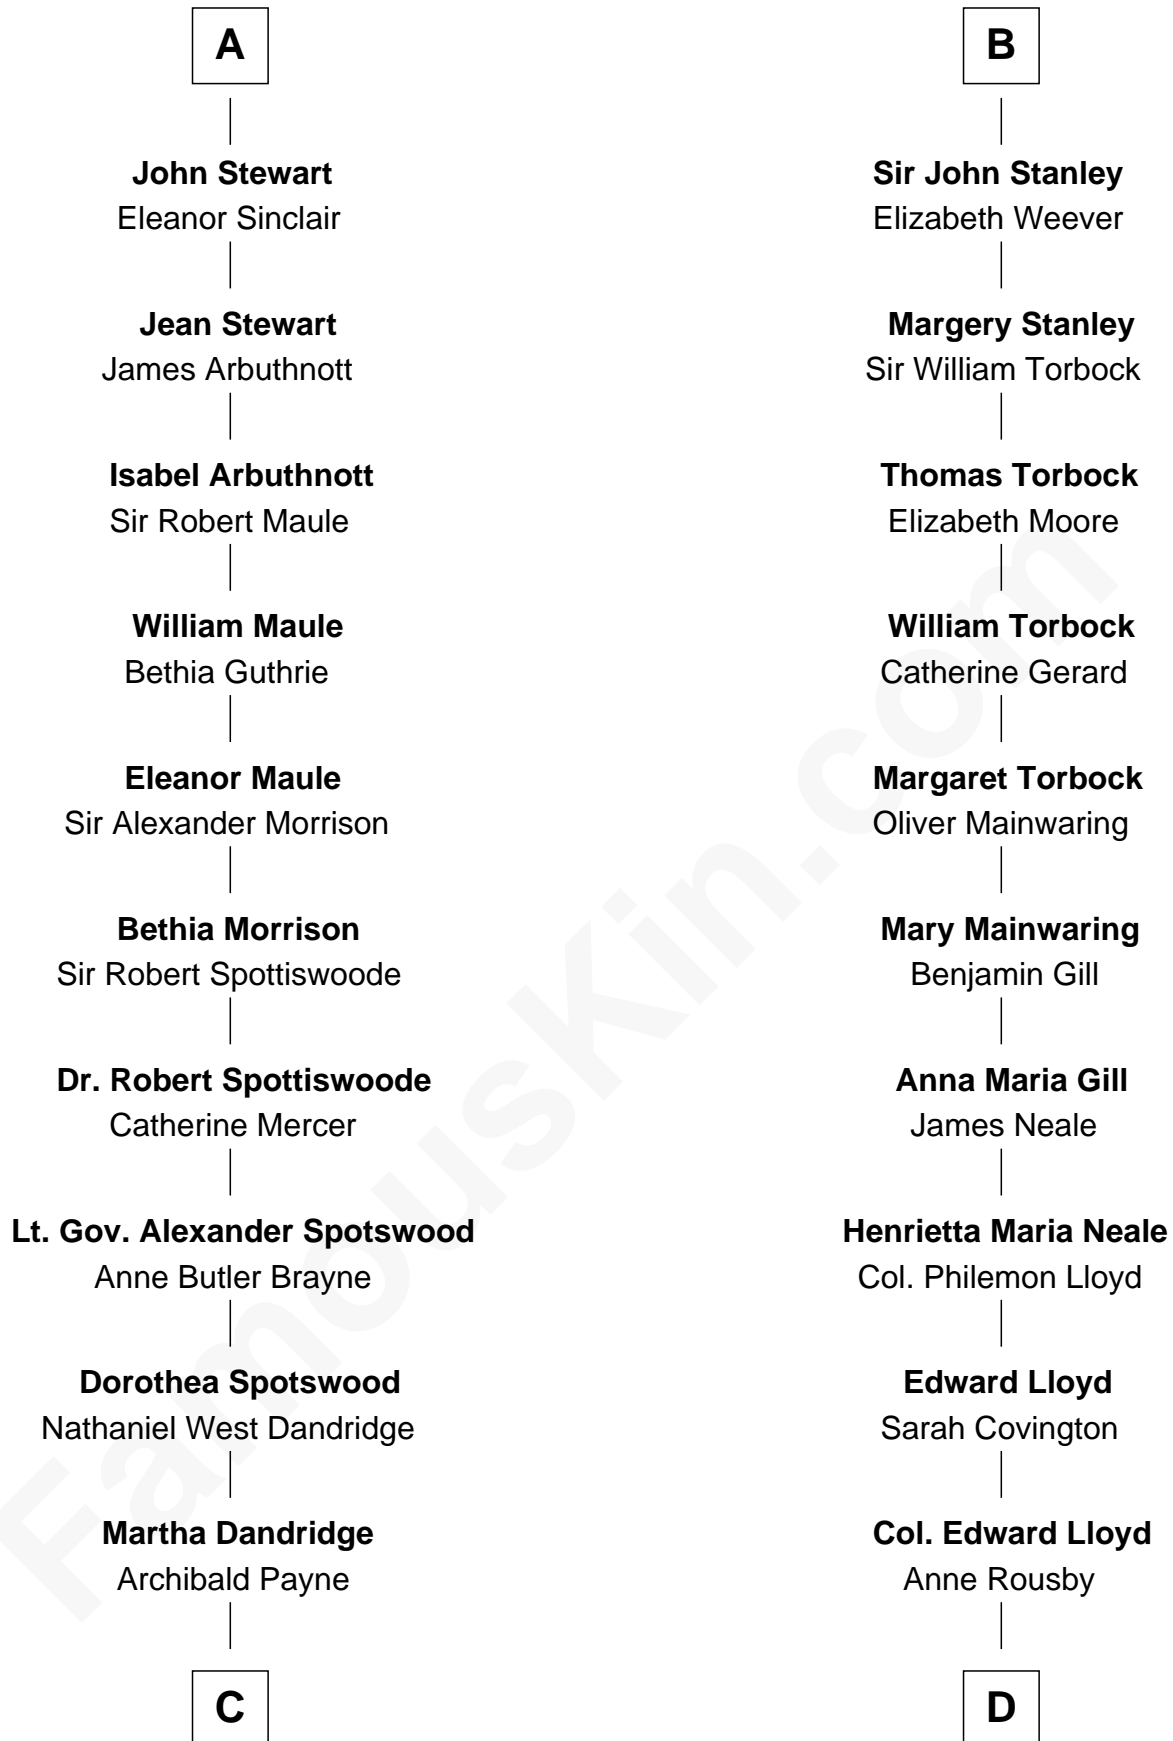 A
John Stewart
Eleanor Sinclair
Jean Stewart
James Arbuthnott
Isabel Arbuthnott
Sir Robert Maule
William Maule
Bethia Guthrie
Eleanor Maule
Sir Alexander Morrison
Bethia Morrison
Sir Robert Spottiswoode
Dr. Robert Spottiswoode
Catherine Mercer
Lt. Gov. Alexander Spotswood
Anne Butler Brayne
Dorothea Spotswood
Nathaniel West Dandridge
Martha Dandridge
Archibald Payne
C
B
Sir John Stanley
Elizabeth Weever
Margery Stanley
Sir William Torbock
Thomas Torbock
Elizabeth Moore
William Torbock
Catherine Gerard
Margaret Torbock
Oliver Mainwaring
Mary Mainwaring
Benjamin Gill
Anna Maria Gill
James Neale
Henrietta Maria Neale
Col. Philemon Lloyd
Edward Lloyd
Sarah Covington
Col. Edward Lloyd
Anne Rousby
D
FamousKin.com